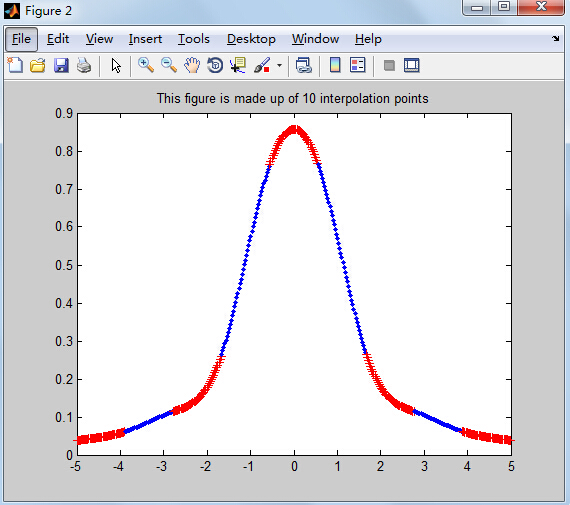 Figure 2
File Edit View Insert Tools Desktop Window Help
This figure is made up of 10 interpolation points
0.9
0.8
0.7
0.6
0.5
0.4
0.3
0.2
0.1
0
-5 -4 -3 -2 -1 0 1 2 3 4 5